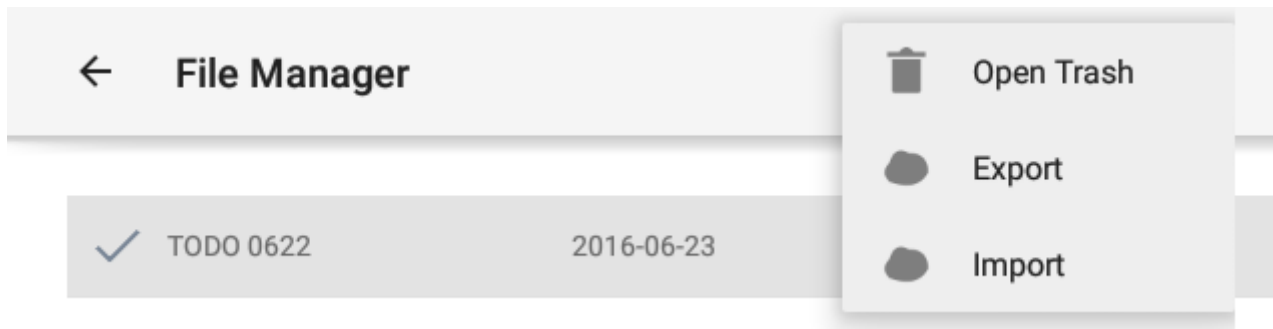 File Manager
Open Trash
Export
TODO 0622 2016-06-23
Import